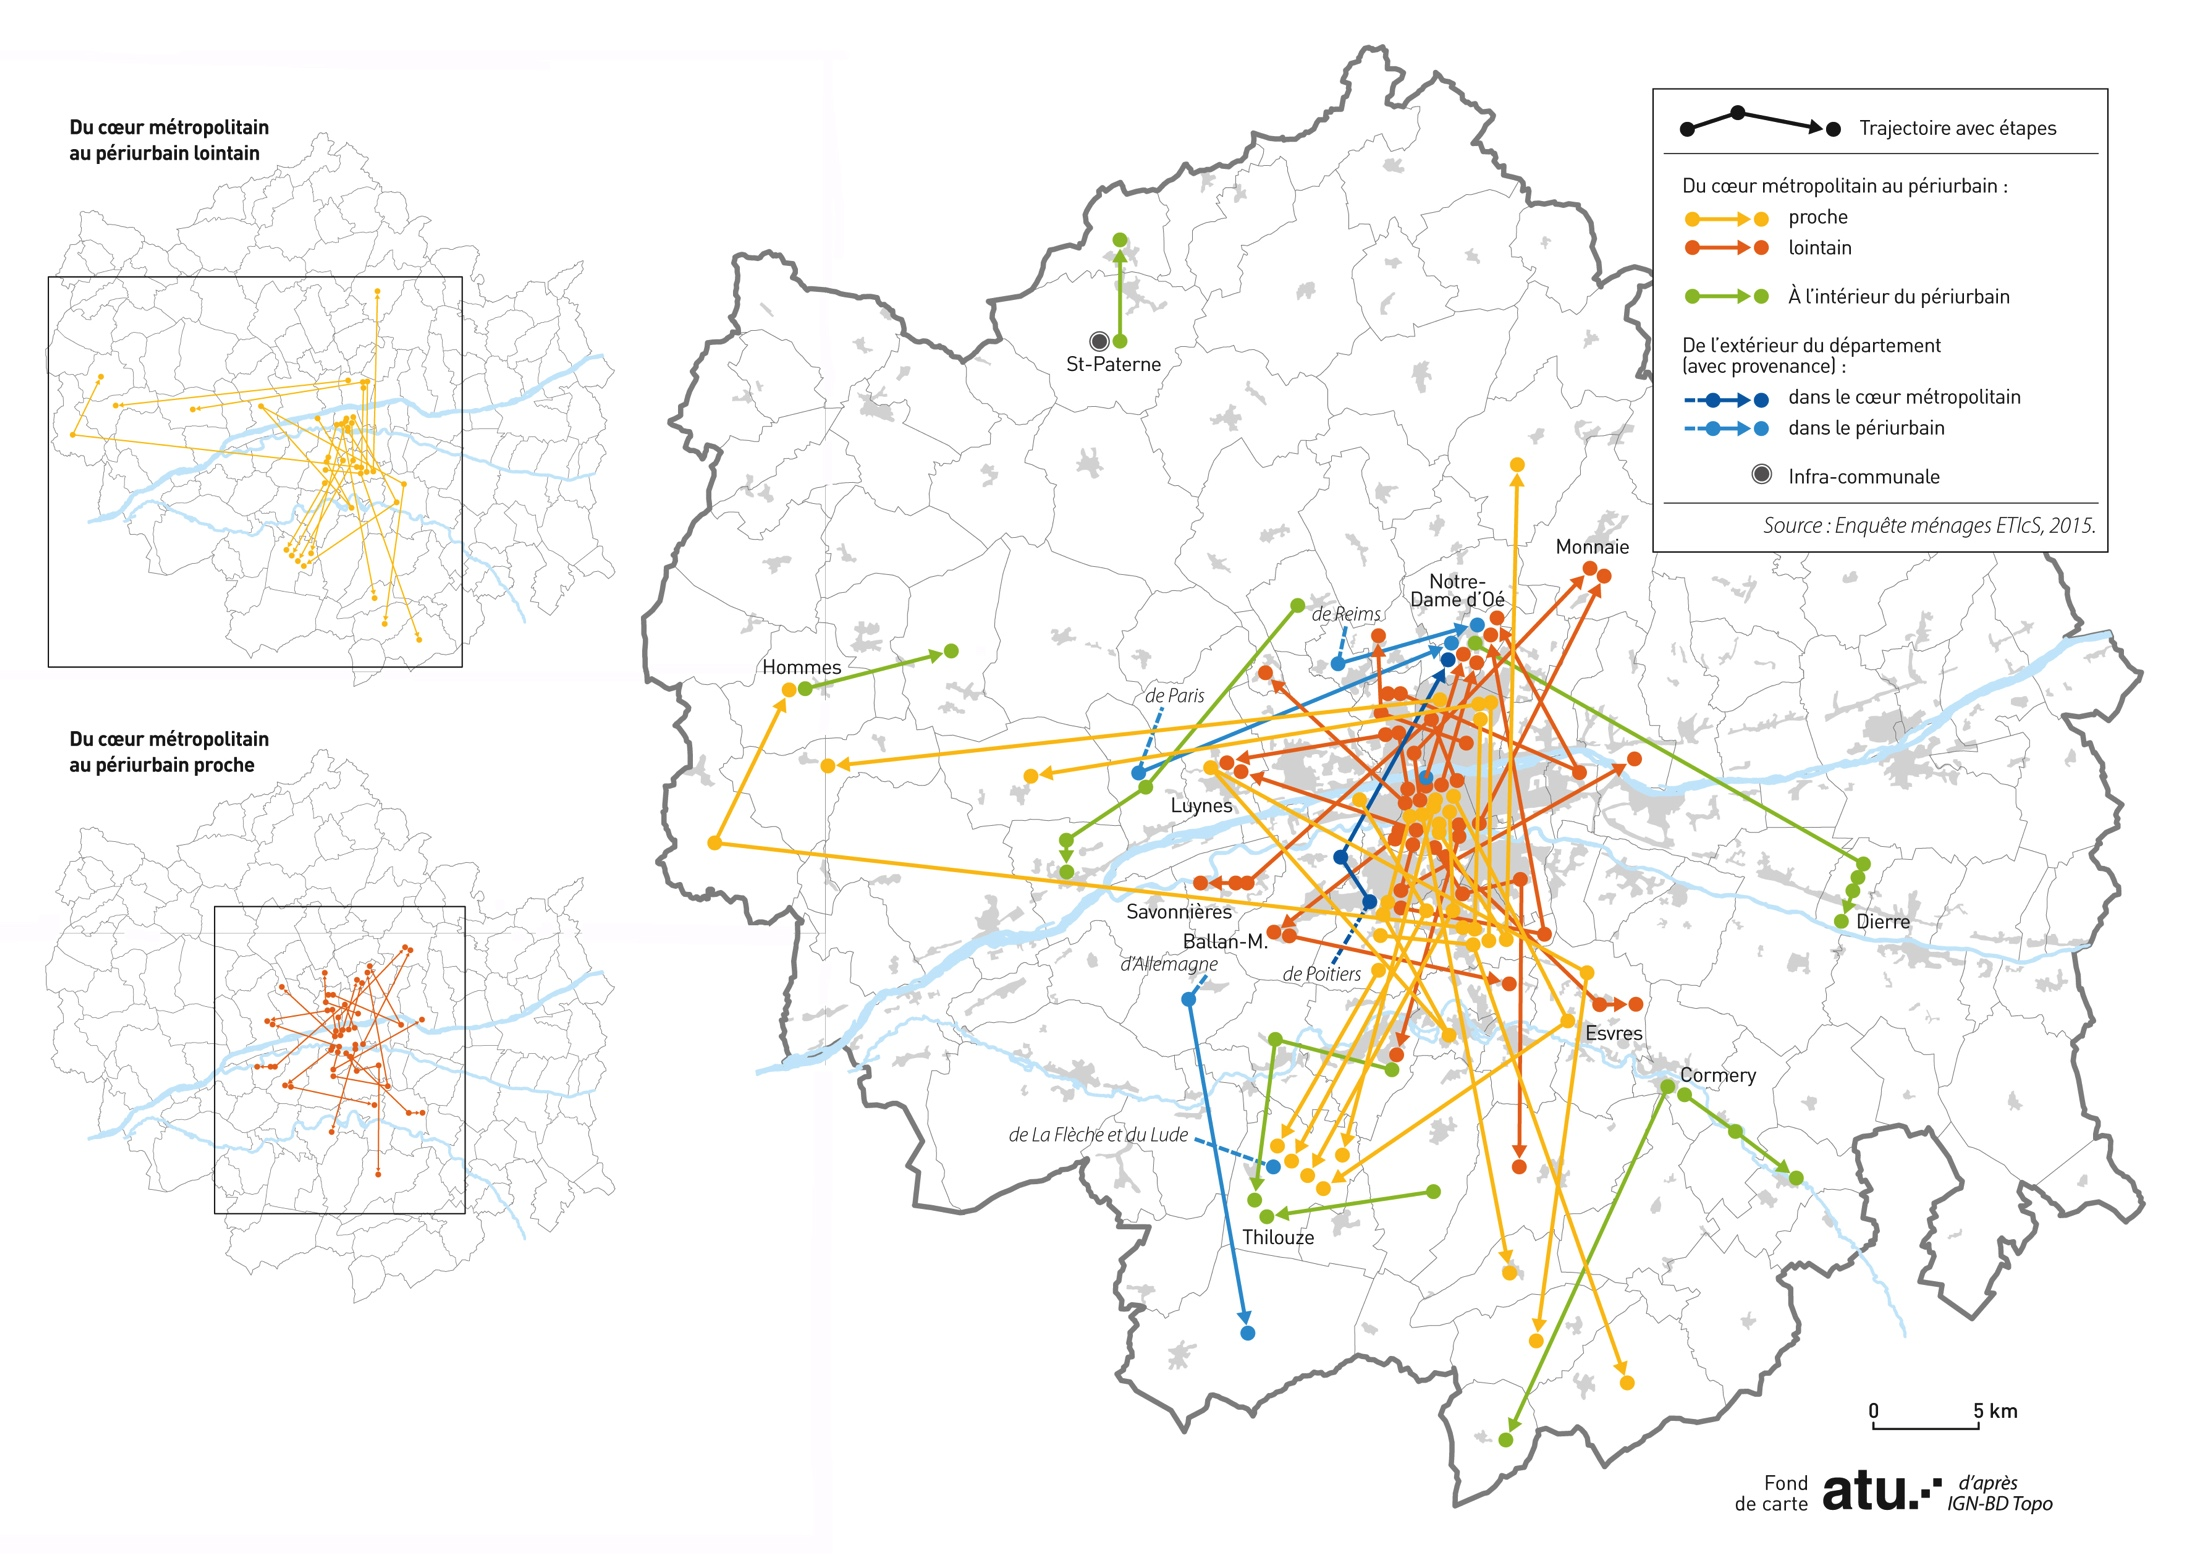 Du cœur métropolitain
au périurbain lointain
Du cœur métropolitain
au périurbain proche
Trajectoire avec étapes
Du cœur métropolitain au périurbain :
proche
lointain
À l'intérieur du périurbain
De l'extérieur du département
(avec provenance) :
dans le cœur métropolitain
dans le périurbain
Infra-communale
Source : Enquête ménages ETIcS, 2015.
St-Paterne
Monnaie
Notre-
Dame d'Oé
de Reims
Hommes
de Paris
Luynes
Savonnières
Ballan-M.
d'Allemagne
de Poitiers
Dierre
Esvres
Cormery
de La Flèche et du Lude
Thilouze
0 5 km
Fond
de carte
atu.
d'après
IGN-BD Topo